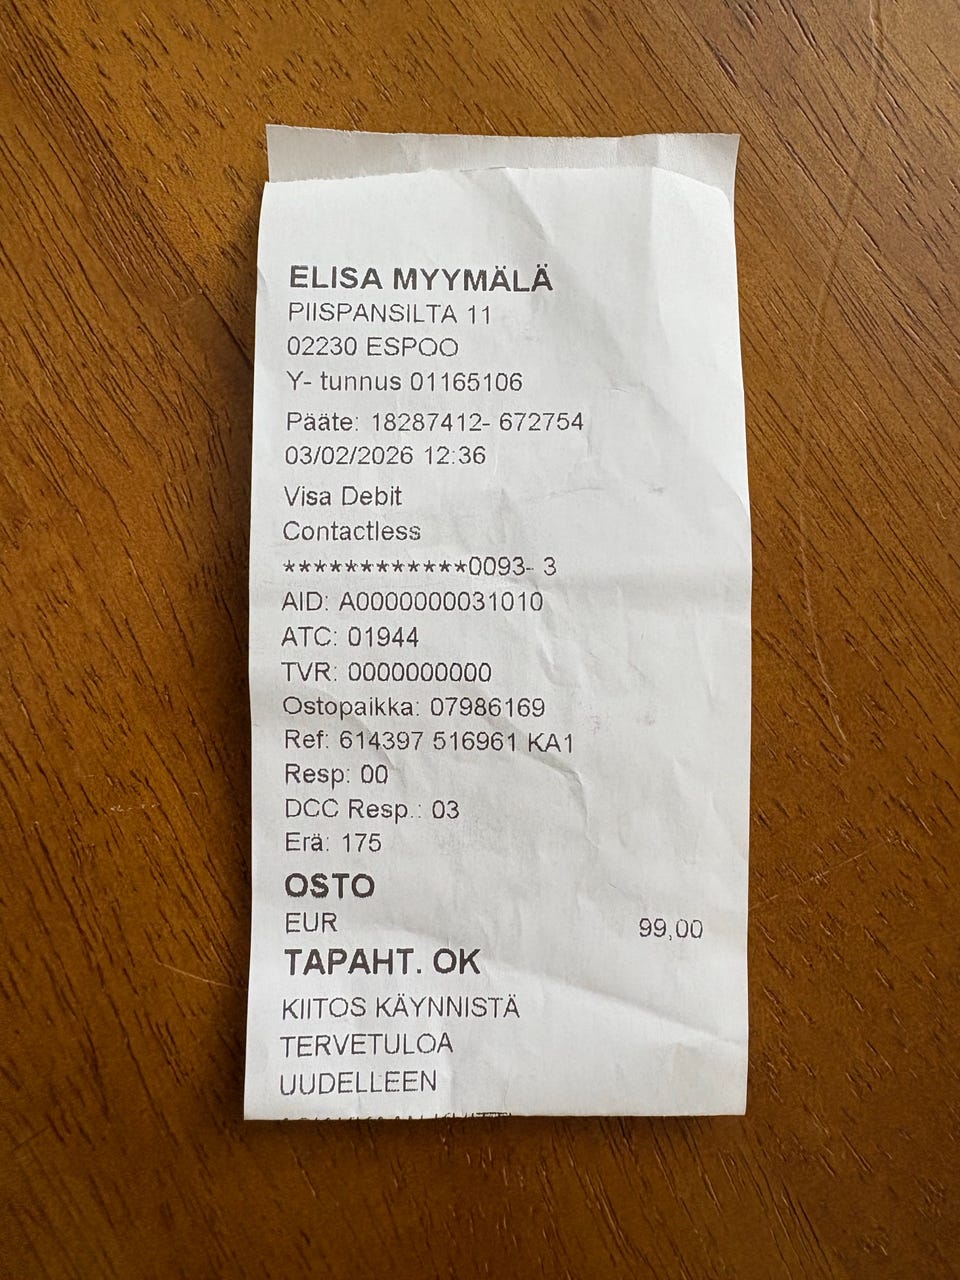 ELISA MYYMÄLÄ
PIISPANSILTA 11
02230 ESPOO
Y- tunnus 01165106
Pääte: 18287412- 672754
03/02/2026 12:36
Visa Debit
Contactless
************0093- 3
AID: A0000000031010
ATC: 01944
TVR: 0000000000
Ostopaikka: 07986169
Ref: 614397 516961 KA1
Resp: 00
DCC Resp.: 03
Erä: 175
OSTO
EUR 99,00
TAPAHT. OK
KIITOS KÄYNNISTÄ
TERVETULOA
UUDELLEEN